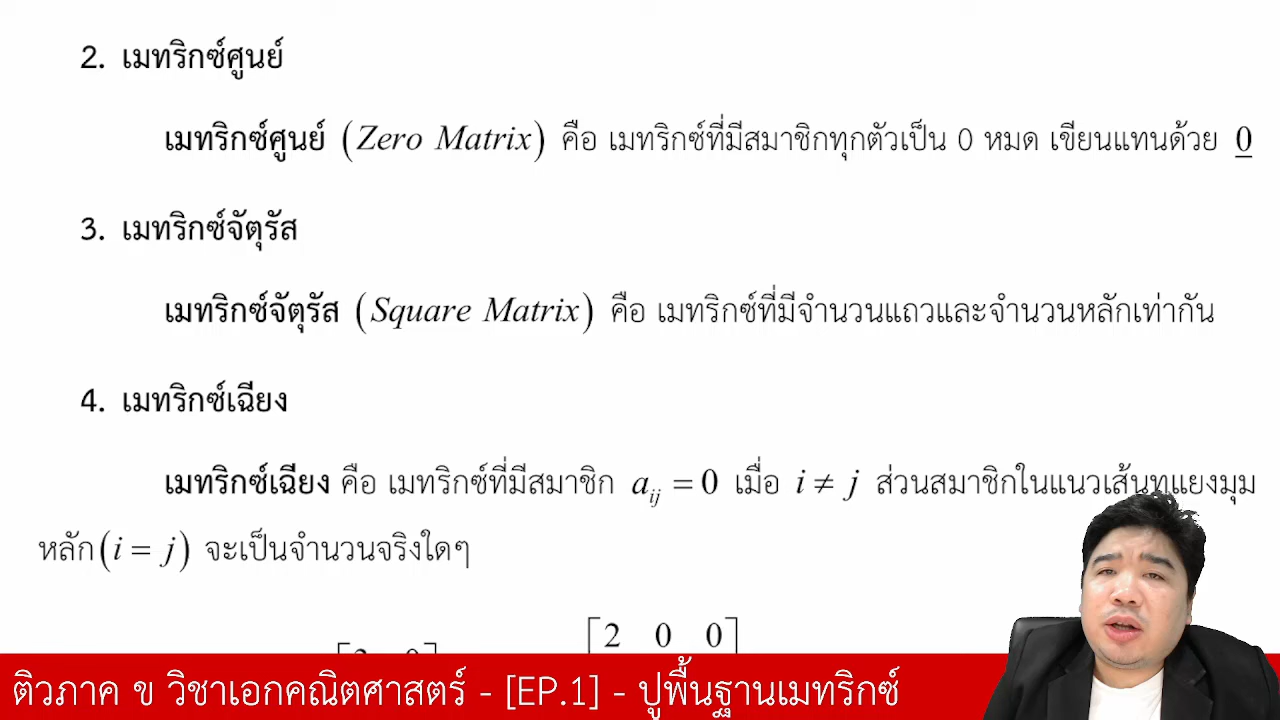 2. เมทริกซ์ศูนย์
เมทริกซ์ศูนย์ (Zero Matrix) คือ เมทริกซ์ที่มีสมาชิกทุกตัวเป็น 0 หมด เขียนแทนด้วย 0
3. เมทริกซ์จัตุรัส
เมทริกซ์จัตุรัส (Square Matrix) คือ เมทริกซ์ที่มีจำนวนแถวและจำนวนหลักเท่ากัน
4. เมทริกซ์เฉียง
เมทริกซ์เฉียง คือ เมทริกซ์ที่มีสมาชิก aij = 0 เมื่อ i ≠ j ส่วนสมาชิกในแนวเส้นทแยงมุม
หลัก(i = j) จะเป็นจำนวนจริงใดๆ
2 0 0
ติวภาค ข วิชาเอกคณิตศาสตร์ - [EP.1] - ปูพื้นฐานเมทริกซ์